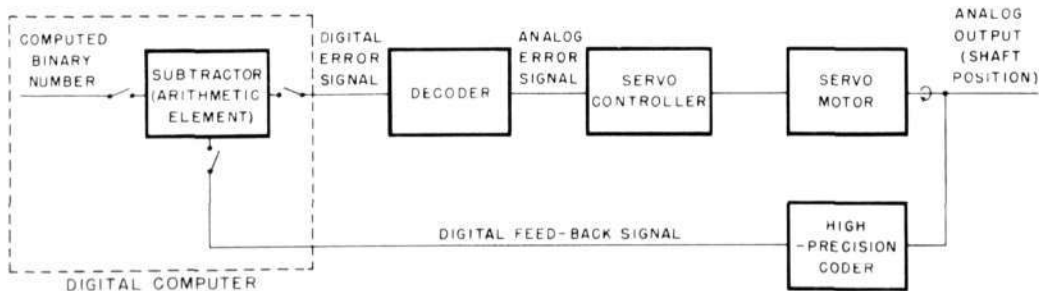 COMPUTED
BINARY
NUMBER
SUBTRACTOR
(ARITHMETIC
ELEMENT)
DIGITAL
ERROR
SIGNAL
DECODER
ANALOG
ERROR
SIGNAL
SERVO
CONTROLLER
SERVO
MOTOR
ANALOG
OUTPUT
(SHAFT
POSITION)
DIGITAL FEED-BACK SIGNAL
HIGH
-PRECISION
CODER
DIGITAL COMPUTER